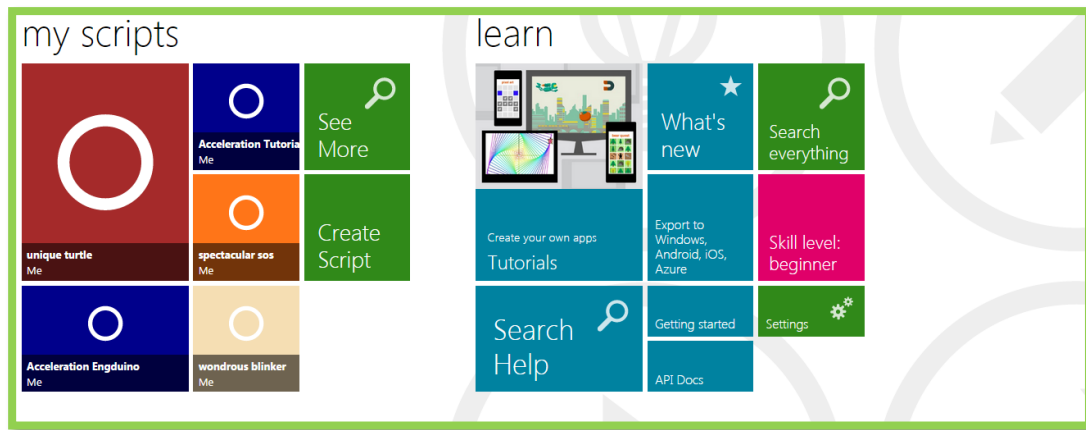 my scripts
unique turtle
Me
Acceleration Tutoria
Me
See
More
spectacular sos
Me
Create
Script
Acceleration Engduino
Me
wondrous blinker
Me
learn
Create your own apps
Tutorials
What's
new
Search
everything
Export to
Windows,
Android, iOS,
Azure
Skill level:
beginner
Search
Help
Getting started
Settings
API Docs